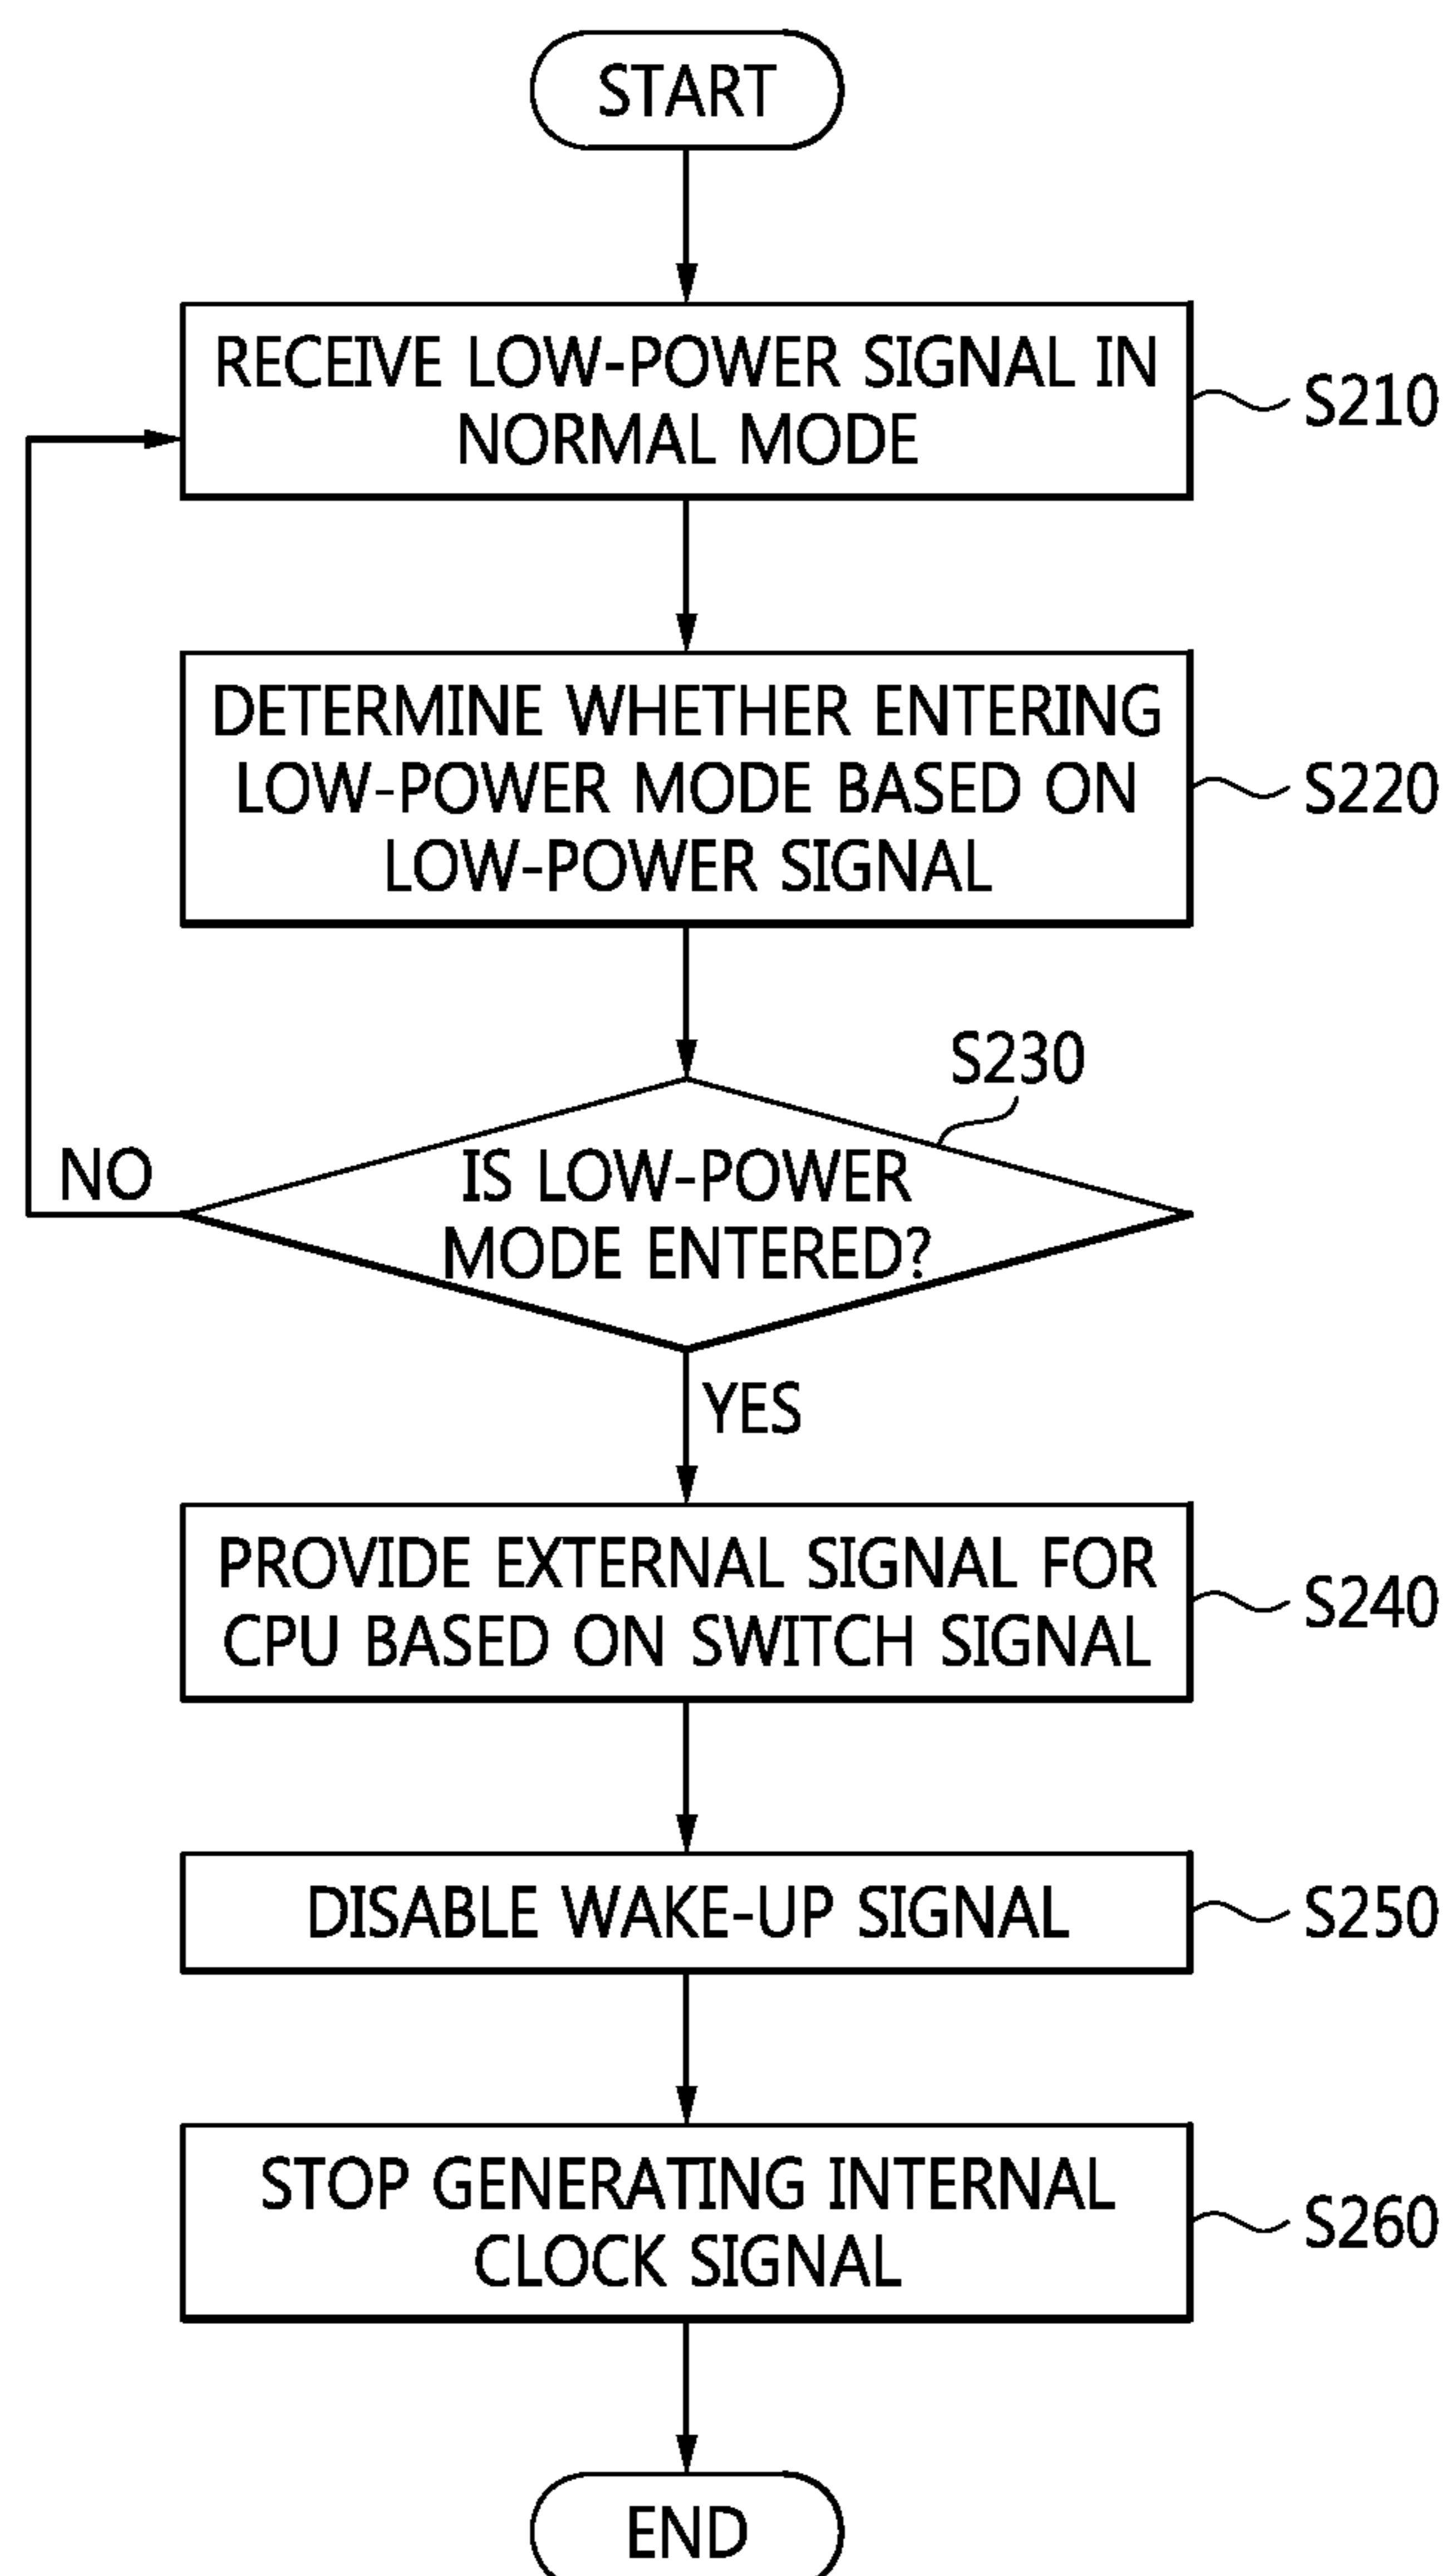 START
RECEIVE LOW-POWER SIGNAL IN
NORMAL MODE
S210
DETERMINE WHETHER ENTERING
LOW-POWER MODE BASED ON
LOW-POWER SIGNAL
S220
S230
IS LOW-POWER
MODE ENTERED?
NO
YES
PROVIDE EXTERNAL SIGNAL FOR
CPU BASED ON SWITCH SIGNAL
S240
DISABLE WAKE-UP SIGNAL
S250
STOP GENERATING INTERNAL
CLOCK SIGNAL
S260
END